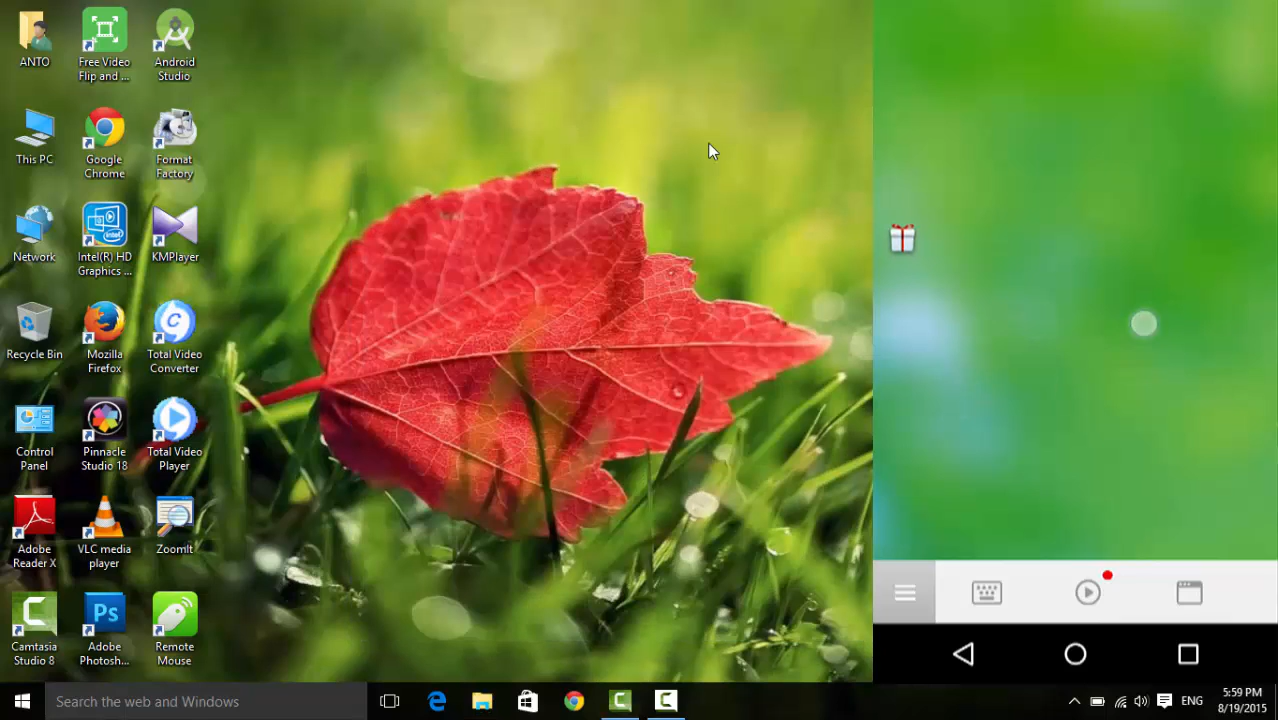 ANTO
Free Video
Flip and ...
Android
Studio
This PC
Google
Chrome
Format
Factory
Network
Intel(R) HD
Graphics ...
KMPlayer
Recycle Bin
Mozilla
Firefox
Total Video
Converter
Control
Panel
Pinnacle
Studio 18
Total Video
Player
Adobe
Reader X
VLC media
player
ZoomIt
Camtasia
Studio 8
Adobe
Photosh...
Remote
Mouse
Search the web and Windows
ENG
5:59 PM
8/19/2015